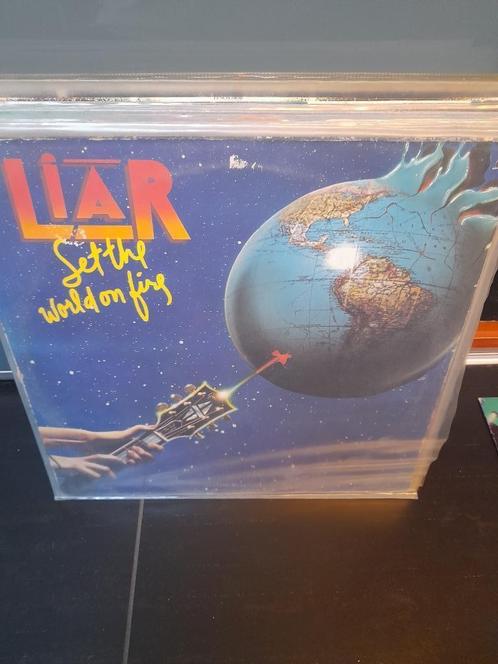 LIAR
Set the
World on fire